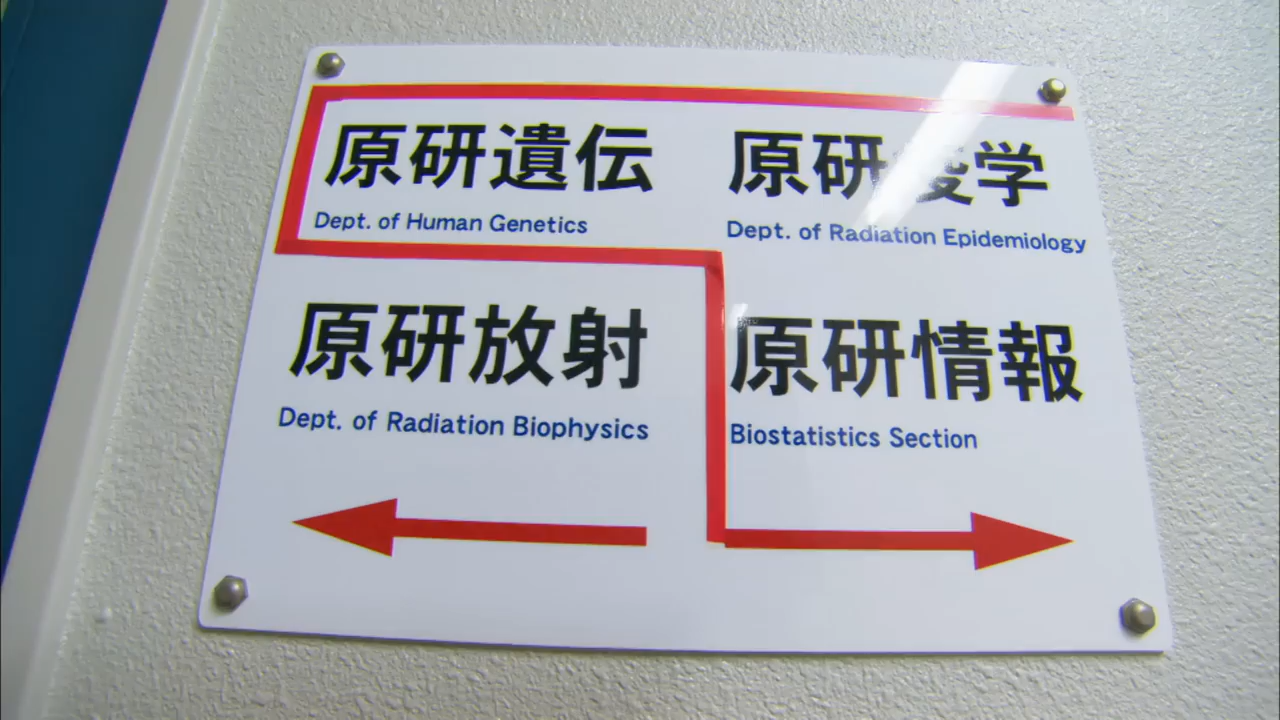 原研遺伝
Dept. of Human Genetics
原研疫学
Dept. of Radiation Epidemiology
原研放射
Dept. of Radiation Biophysics
原研情報
Biostatistics Section